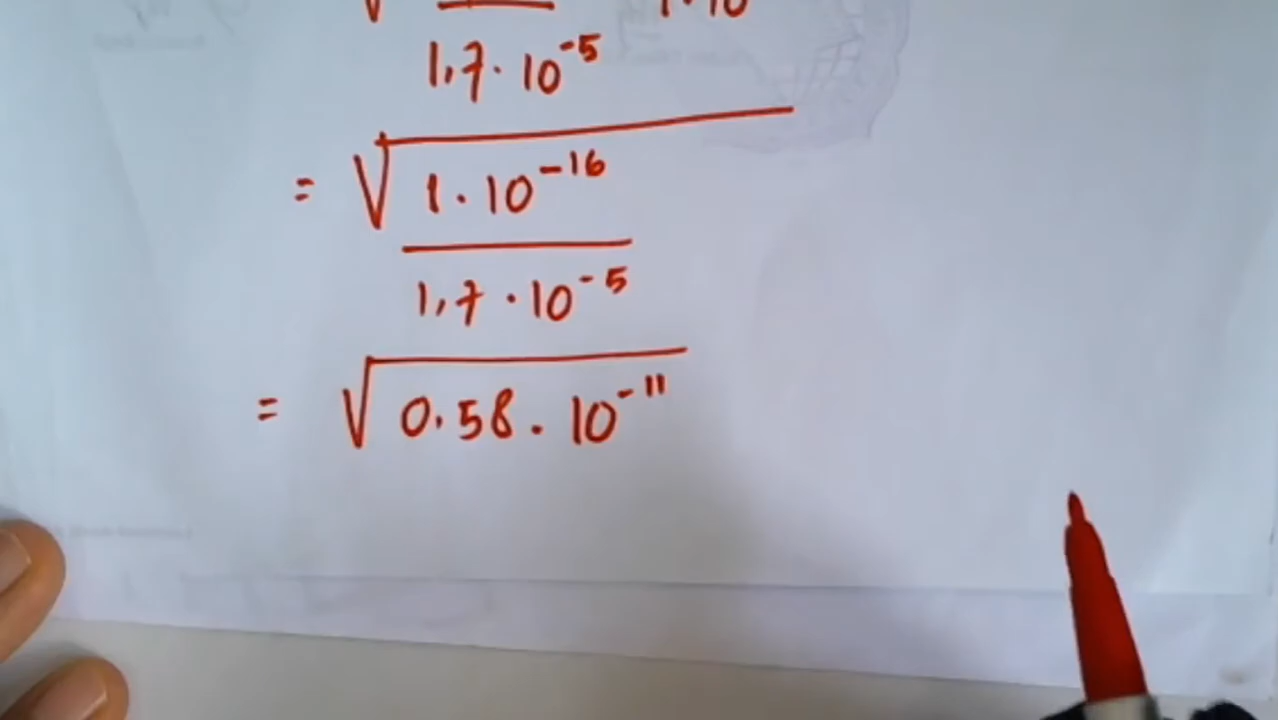 1,7 · 10⁻⁵
= √ 1 · 10⁻¹⁶
1,7 · 10⁻⁵
= √ 0.58 . 10⁻¹¹